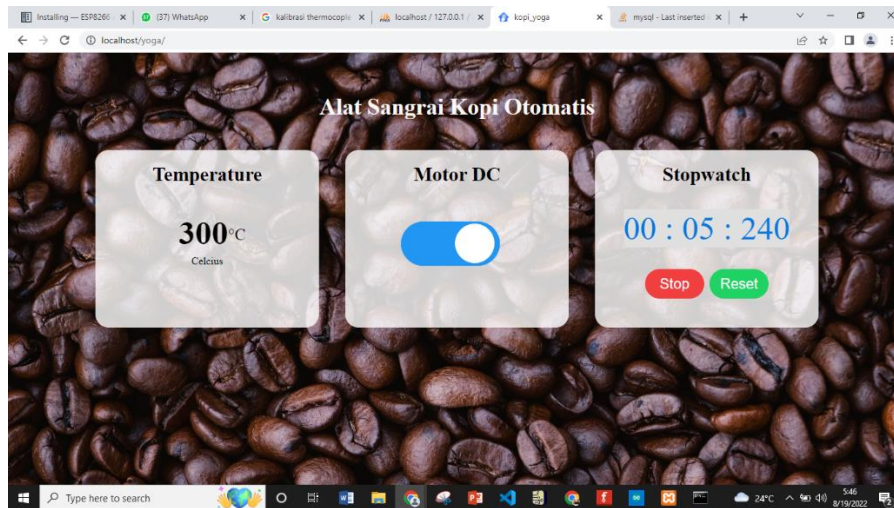 Installing — ESP8266
(37) WhatsApp
kalibrasi thermocople
localhost / 127.0.0.1 /
kopi_yoga
mysql - Last inserted
localhost/yoga/
Alat Sangrai Kopi Otomatis
Temperature
300°C
Celcius
Motor DC
Stopwatch
00 : 05 : 240
Stop
Reset
Type here to search
24°C
5:46
8/19/2022